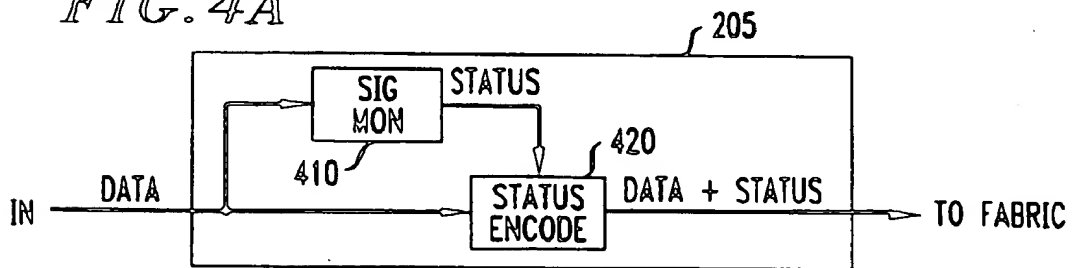 FIG. 4A
205
SIG
MON
STATUS
410
420
IN
DATA
STATUS
ENCODE
DATA + STATUS
TO FABRIC